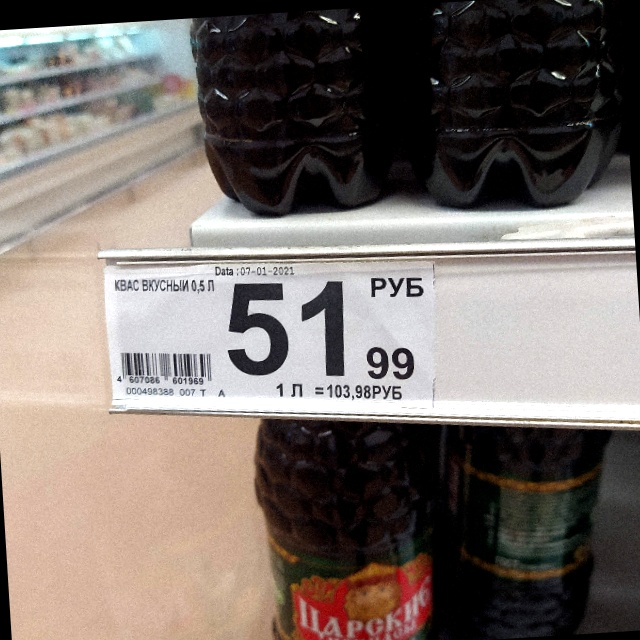 Data :07-01-2021
КВАС ВКУСНЫЙ 0,5 Л
51 99 РУБ
4 607086 601969
000498388 007 Т А
1 Л =103,98РУБ
ЦАРСКИЕ